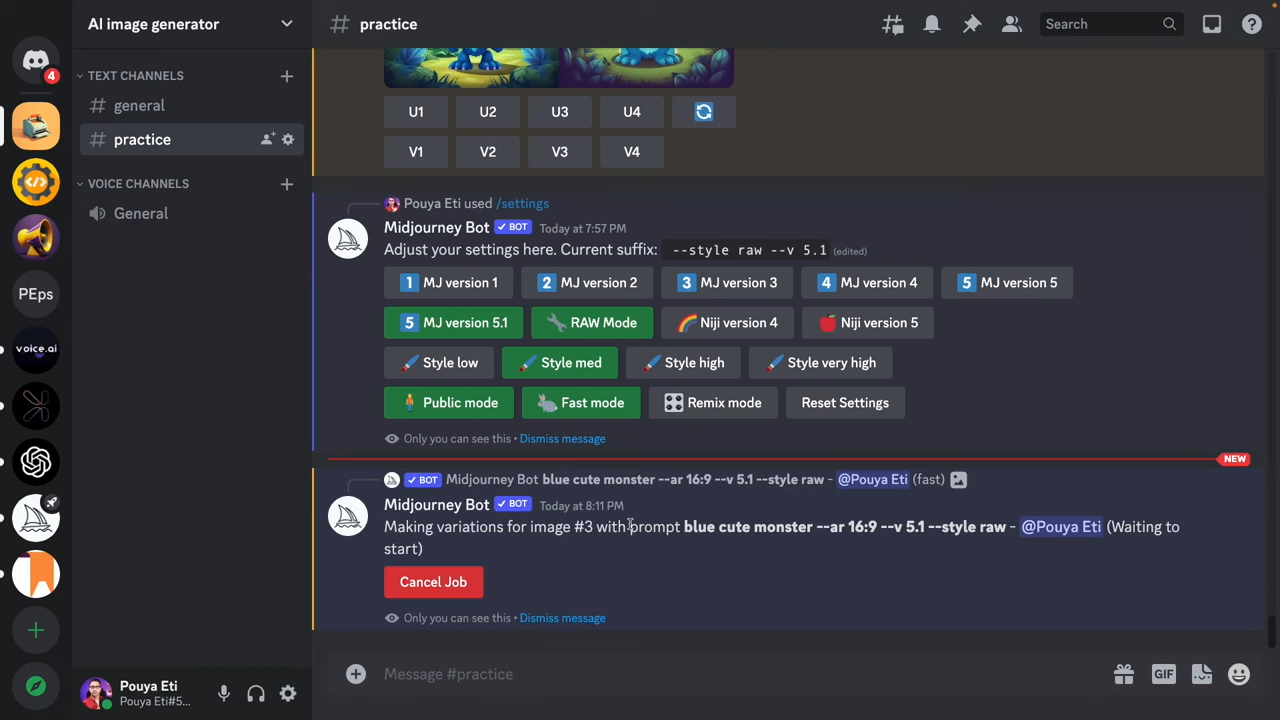 AI image generator
# practice
Search
4
TEXT CHANNELS
general
practice
VOICE CHANNELS
General
PEps
voice.ai
U1 U2 U3 U4
V1 V2 V3 V4
Pouya Eti used /settings
Midjourney Bot ✓ BOT Today at 7:57 PM
Adjust your settings here. Current suffix: --style raw --v 5.1 (edited)
1 MJ version 1 2 MJ version 2 3 MJ version 3 4 MJ version 4 5 MJ version 5
5 MJ version 5.1 RAW Mode Niji version 4 Niji version 5
Style low Style med Style high Style very high
Public mode Fast mode Remix mode Reset Settings
Only you can see this • Dismiss message
NEW
✓ BOT Midjourney Bot blue cute monster --ar 16:9 --v 5.1 --style raw - @Pouya Eti (fast)
Midjourney Bot ✓ BOT Today at 8:11 PM
Making variations for image #3 with prompt blue cute monster --ar 16:9 --v 5.1 --style raw - @Pouya Eti (Waiting to
start)
Cancel Job
Only you can see this • Dismiss message
Message #practice
GIF
Pouya Eti
Pouya Eti#5...